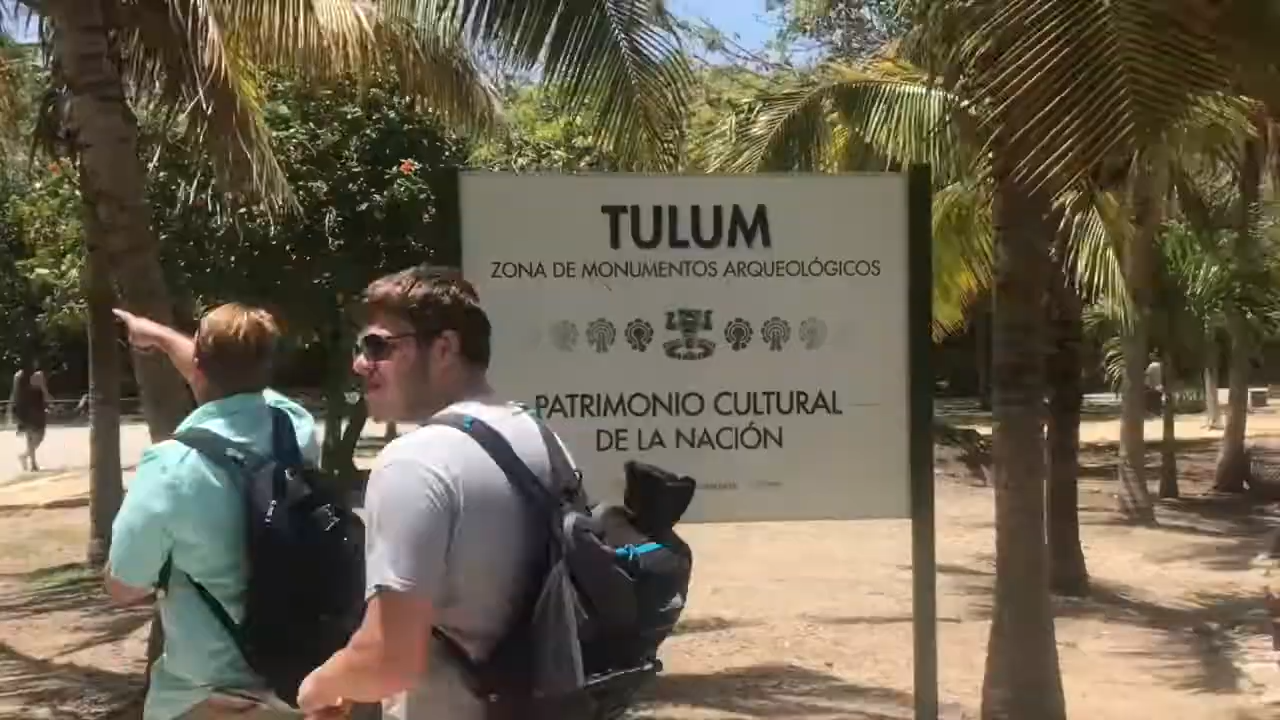 TULUM
ZONA DE MONUMENTOS ARQUEOLÓGICOS
PATRIMONIO CULTURAL
DE LA NACIÓN